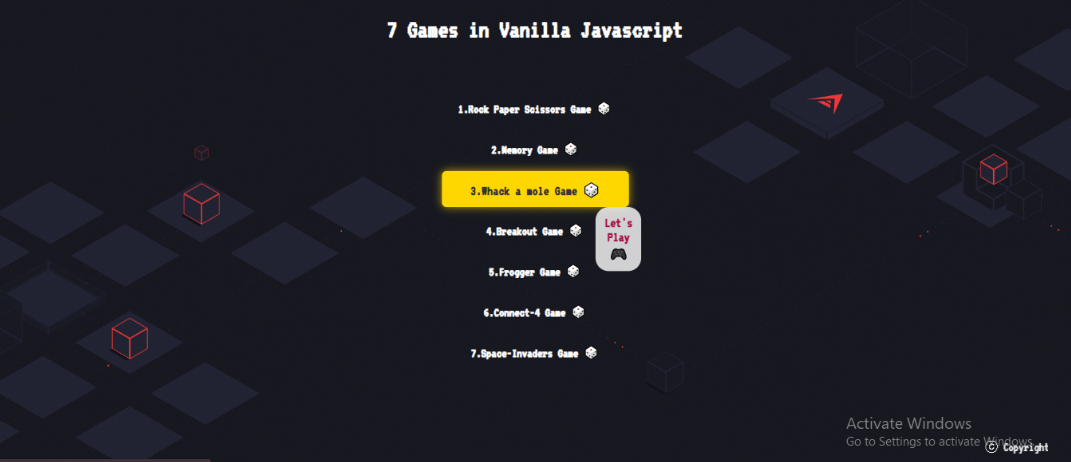 7 Games in Vanilla Javascript
1.Rock Paper Scissors Game
2.Memory Game
3.Whack a mole Game
4.Breakout Game
Let's
Play
5.Frogger Game
6.Connect-4 Game
7.Space-Invaders Game
Activate Windows
Go to Settings to activate Windows.
© Copyright